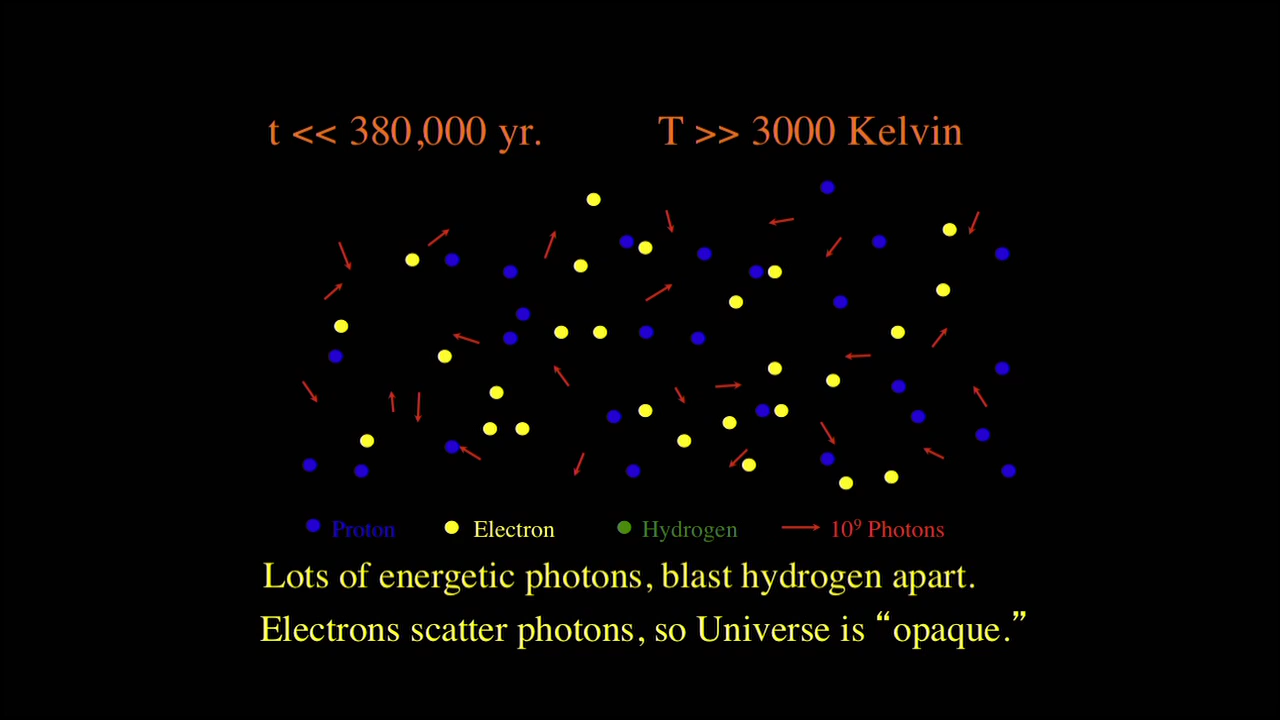 t << 380,000 yr. T >> 3000 Kelvin
Proton Electron Hydrogen 10⁹ Photons
Lots of energetic photons, blast hydrogen apart.
Electrons scatter photons, so Universe is “opaque.”